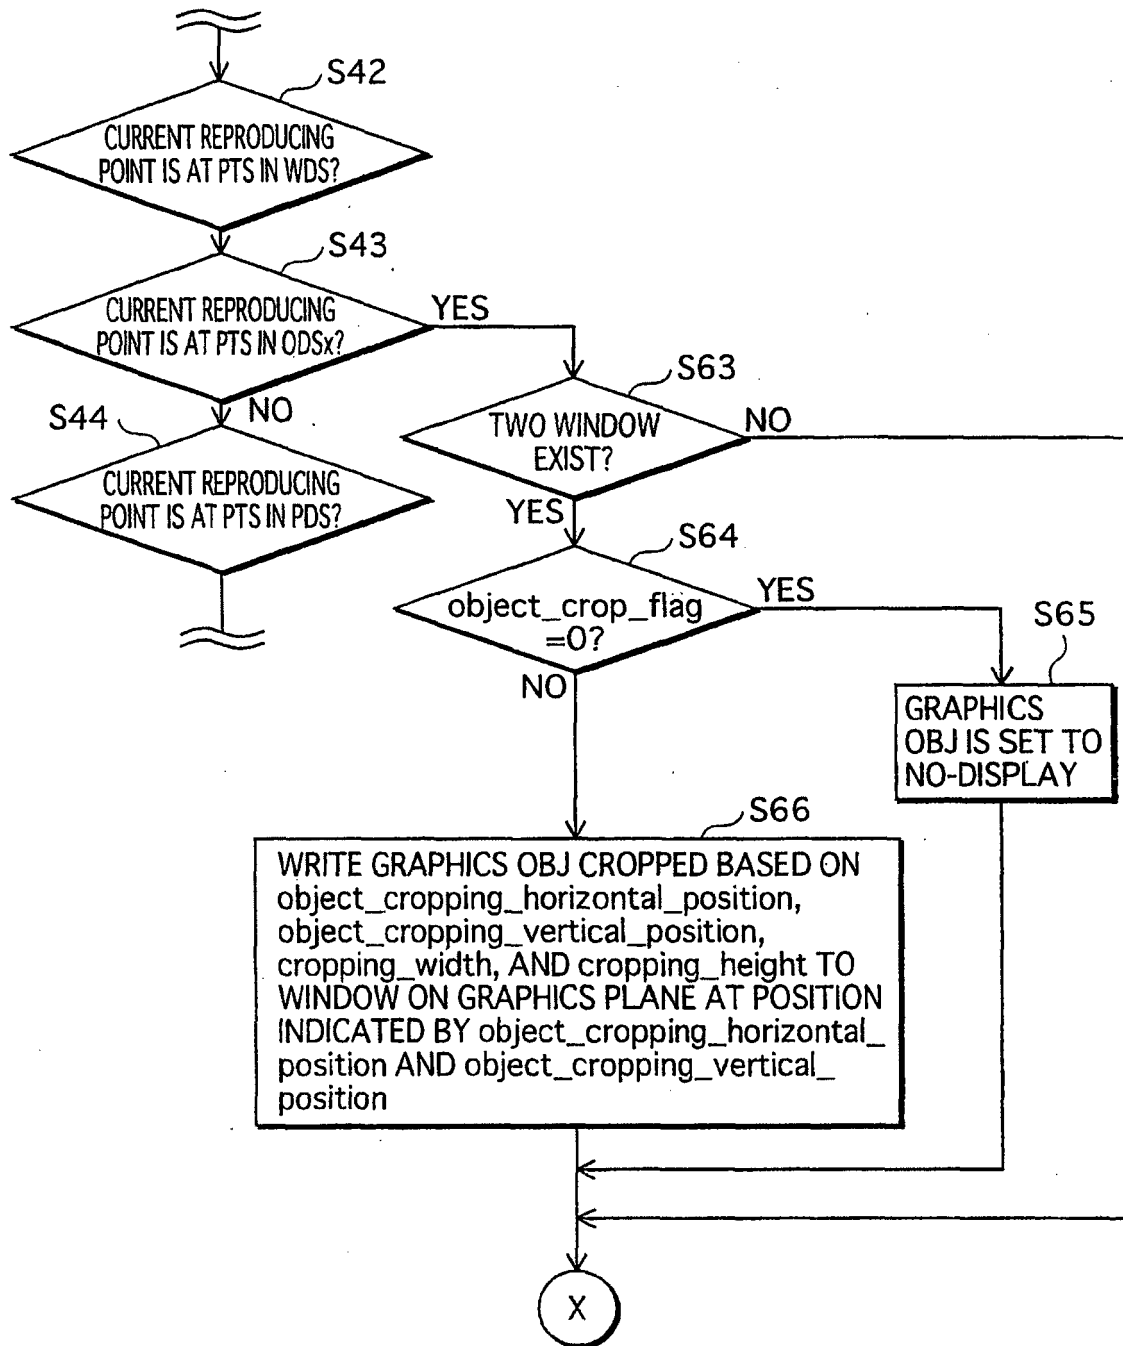 S42
CURRENT REPRODUCING
POINT IS AT PTS IN WDS?
S43
CURRENT REPRODUCING
POINT IS AT PTS IN ODSx?
YES
NO
S44
CURRENT REPRODUCING
POINT IS AT PTS IN PDS?
S63
TWO WINDOW
EXIST?
NO
YES
S64
object_crop_flag
=0?
YES
NO
S65
GRAPHICS
OBJ IS SET TO
NO-DISPLAY
S66
WRITE GRAPHICS OBJ CROPPED BASED ON
object_cropping_horizontal_position,
object_cropping_vertical_position,
cropping_width, AND cropping_height TO
WINDOW ON GRAPHICS PLANE AT POSITION
INDICATED BY object_cropping_horizontal_
position AND object_cropping_vertical_
position
X